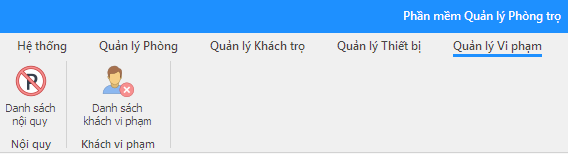 Phần mềm Quản lý Phòng trọ
Hệ thống Quản lý Phòng Quản lý Khách trọ Quản lý Thiết bị Quản lý Vi phạm
P
Danh sách nội quy
Danh sách khách vi phạm
Nội quy Khách vi phạm